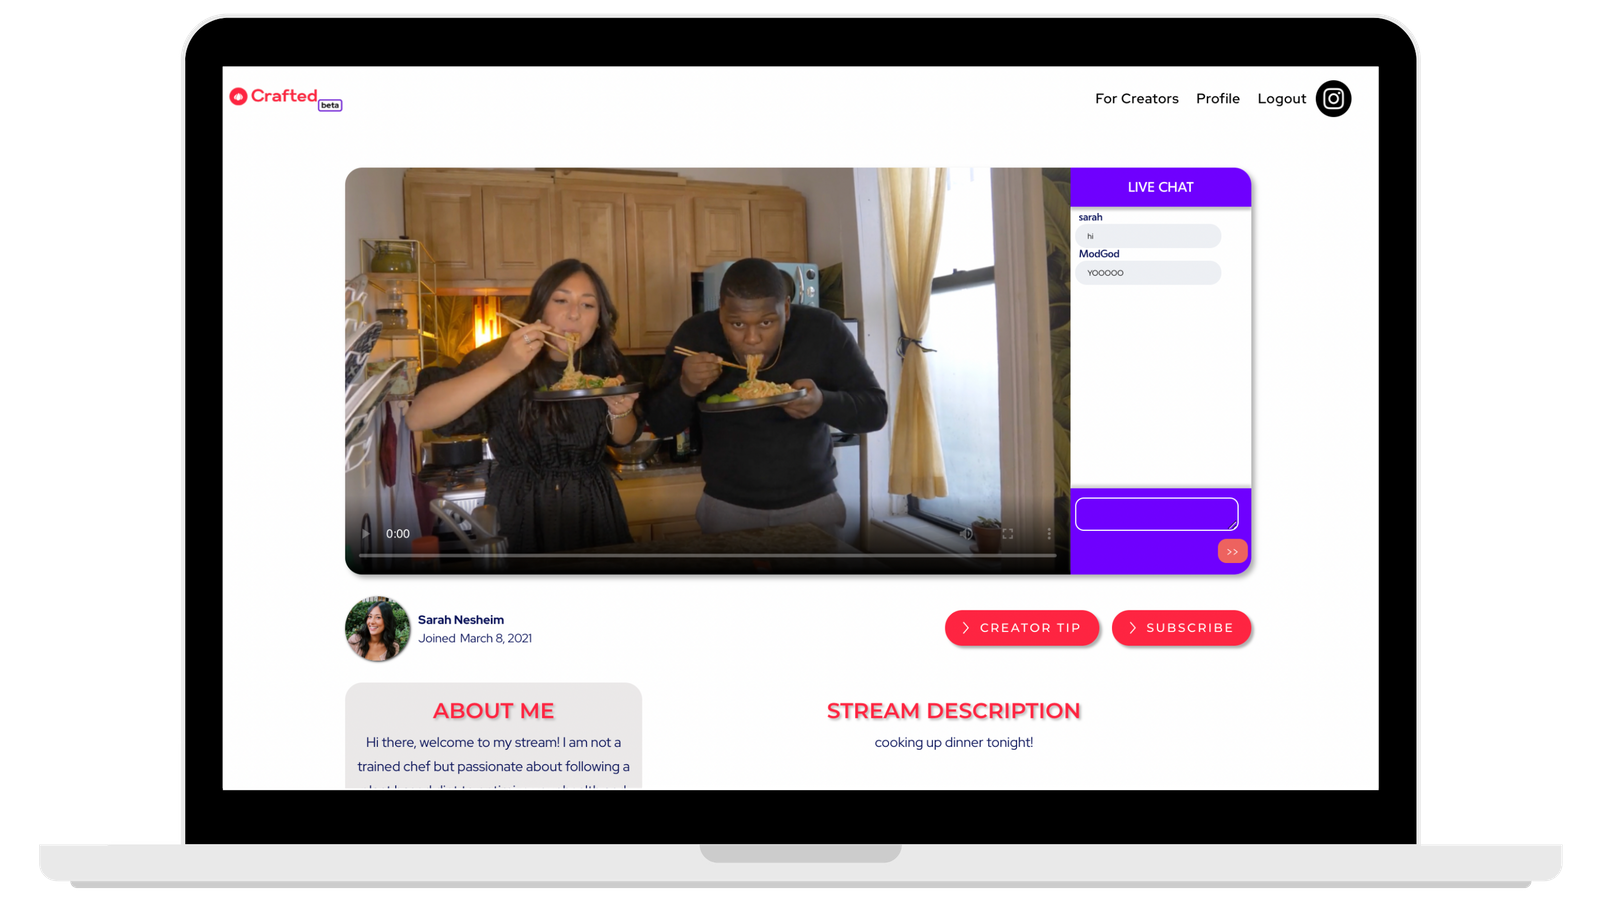 Crafted
beta
For Creators Profile Logout
LIVE CHAT
sarah
hi
ModGod
YOOOOO
0:00
>>
Sarah Nesheim
Joined March 8, 2021
CREATOR TIP
SUBSCRIBE
ABOUT ME
Hi there, welcome to my stream! I am not a
trained chef but passionate about following a
STREAM DESCRIPTION
cooking up dinner tonight!